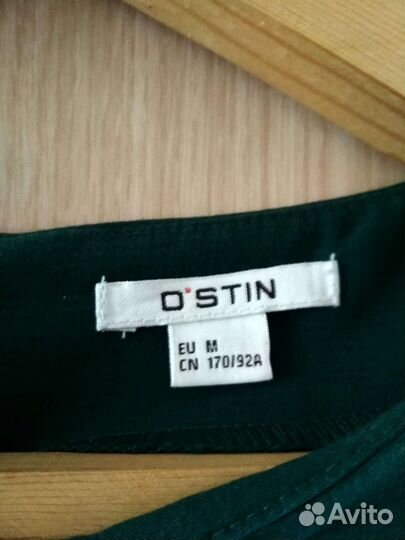 O'STIN
EU M
CN 170/92A
Avito